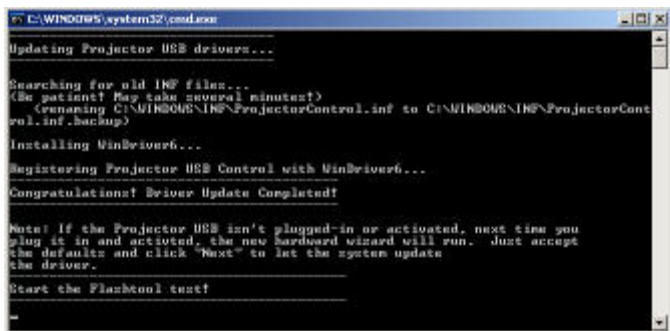 C:\WINDOWS\system32\cmd.exe
Updating Projector USB drivers...
Searching for old INF files...
(Be patient! May take several minutes!)
<renaming C:\WINDOWS\INF\ProjectorControl.inf to C:\WINDOWS\INF\ProjectorCont
rol.inf.backup>
Installing WinDriver6...
Registering Projector USB Control with WinDriver6...
Congratulations! Driver Update Completed!
Note: If the Projector USB isn't plugged-in or activated, next time you
plug it in and activted, the new hardward wizard will run.  Just accept
the defaults and click "Next" to let the system update
the driver.
Start the Flashtool test!